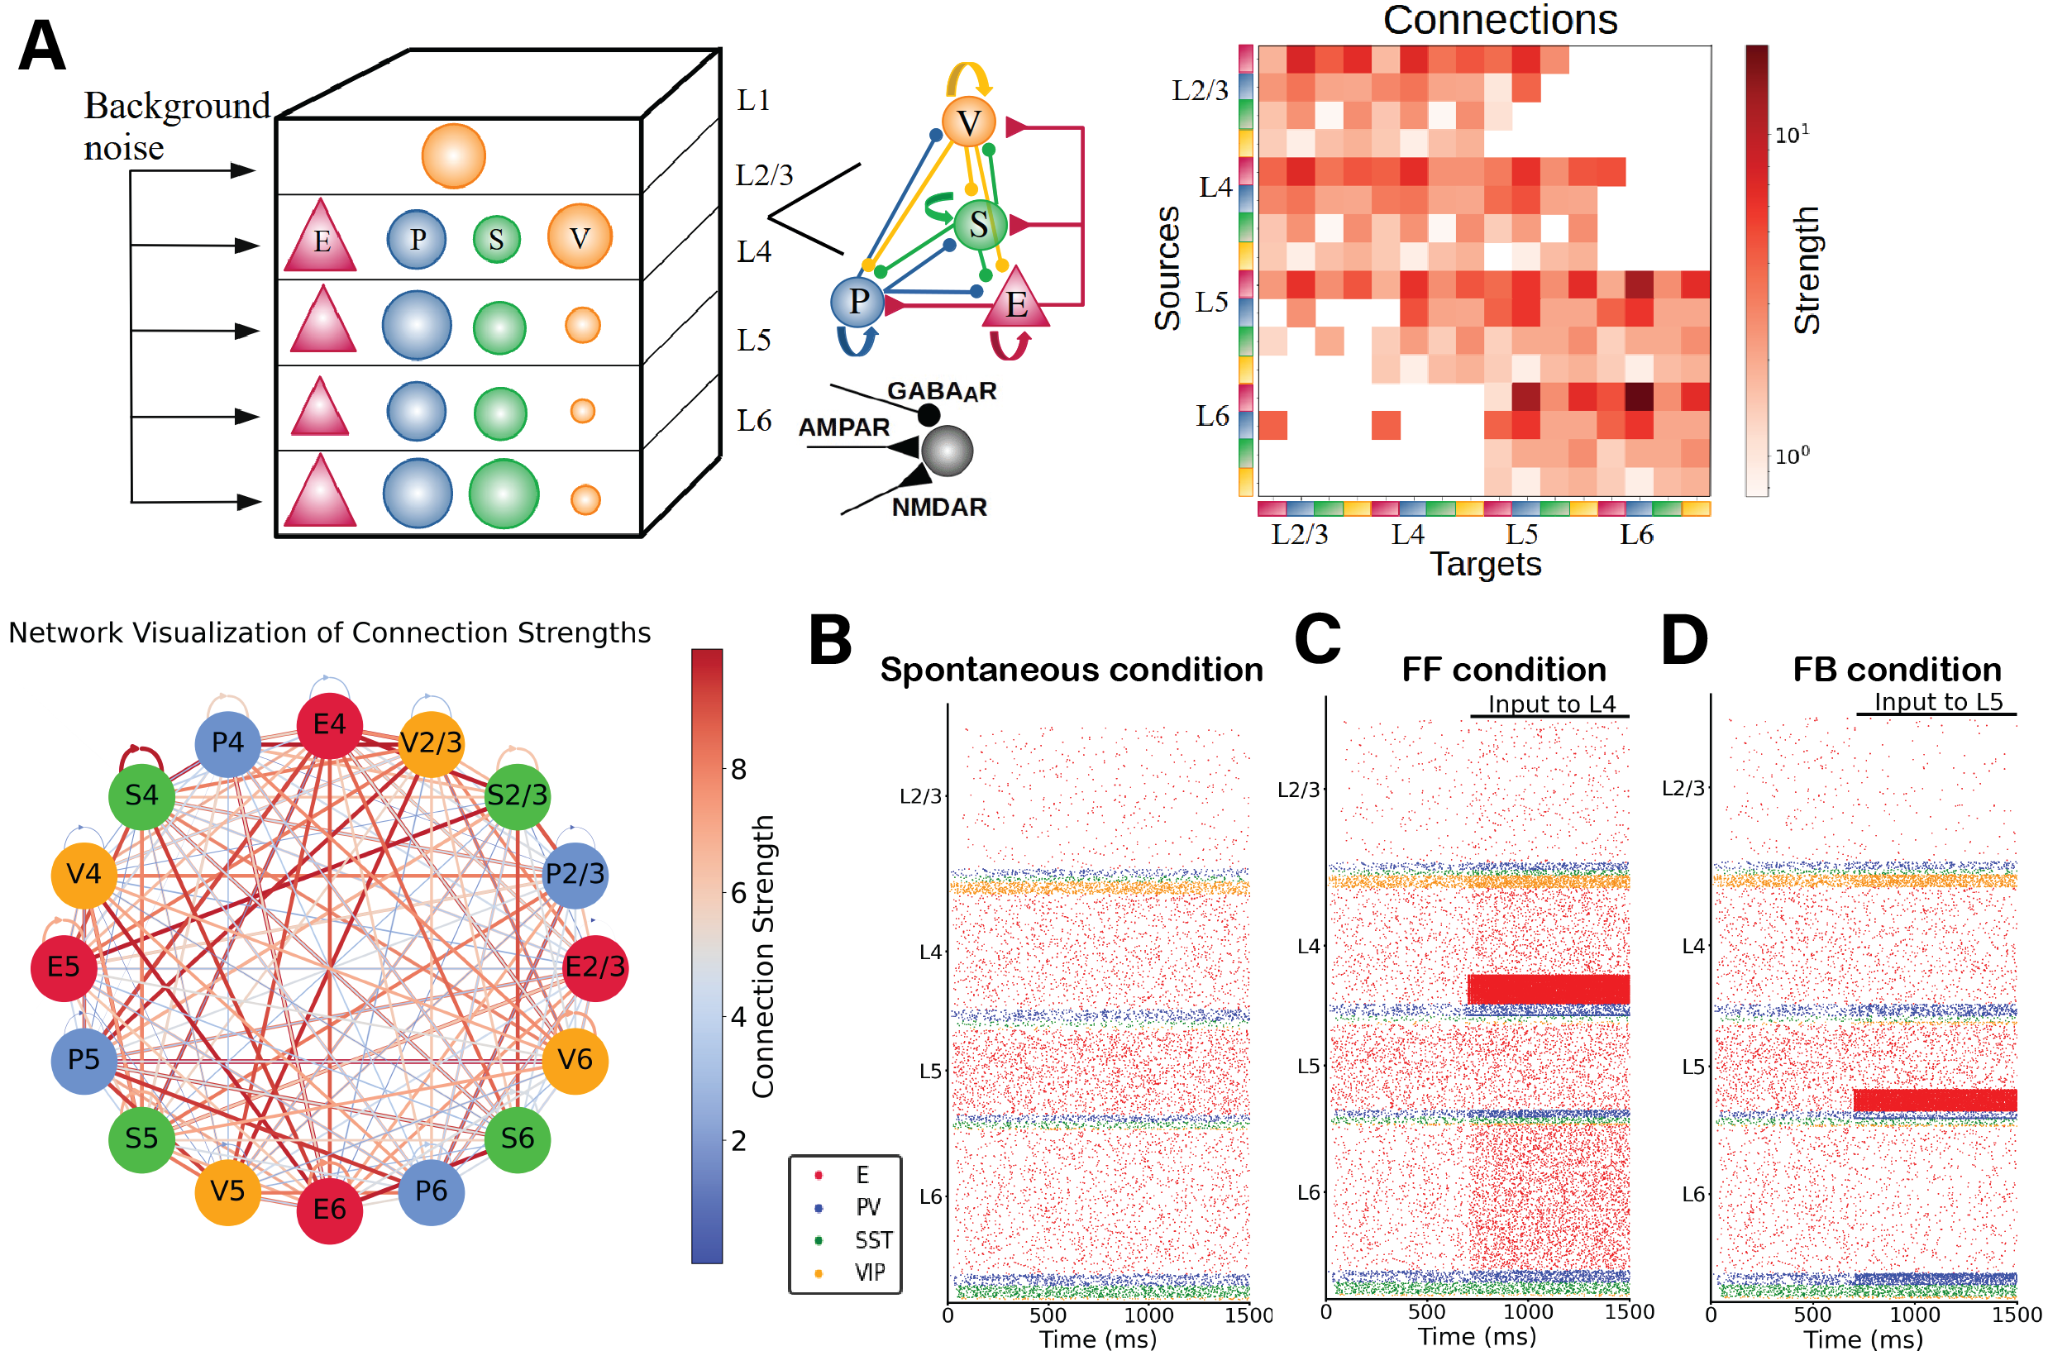 A
Background
noise
L1
L2/3
L4
L5
L6
E
P
S
V
V
S
P
E
GABAAR
AMPAR
NMDAR
Connections
Sources
L2/3
L4
L5
L6
L2/3
L4
L5
L6
Targets
10¹
10⁰
Strength
Network Visualization of Connection Strengths
E4
V2/3
S2/3
P2/3
E2/3
V6
S6
P6
E6
V5
S5
P5
E5
V4
S4
P4
8
6
4
2
Connection Strength
B
Spontaneous condition
L2/3
L4
L5
L6
0
500
1000
1500
Time (ms)
E
PV
SST
VIP
C
FF condition
Input to L4
L2/3
L4
L5
L6
0
500
1000
1500
Time (ms)
D
FB condition
Input to L5
L2/3
L4
L5
L6
0
500
1000
1500
Time (ms)